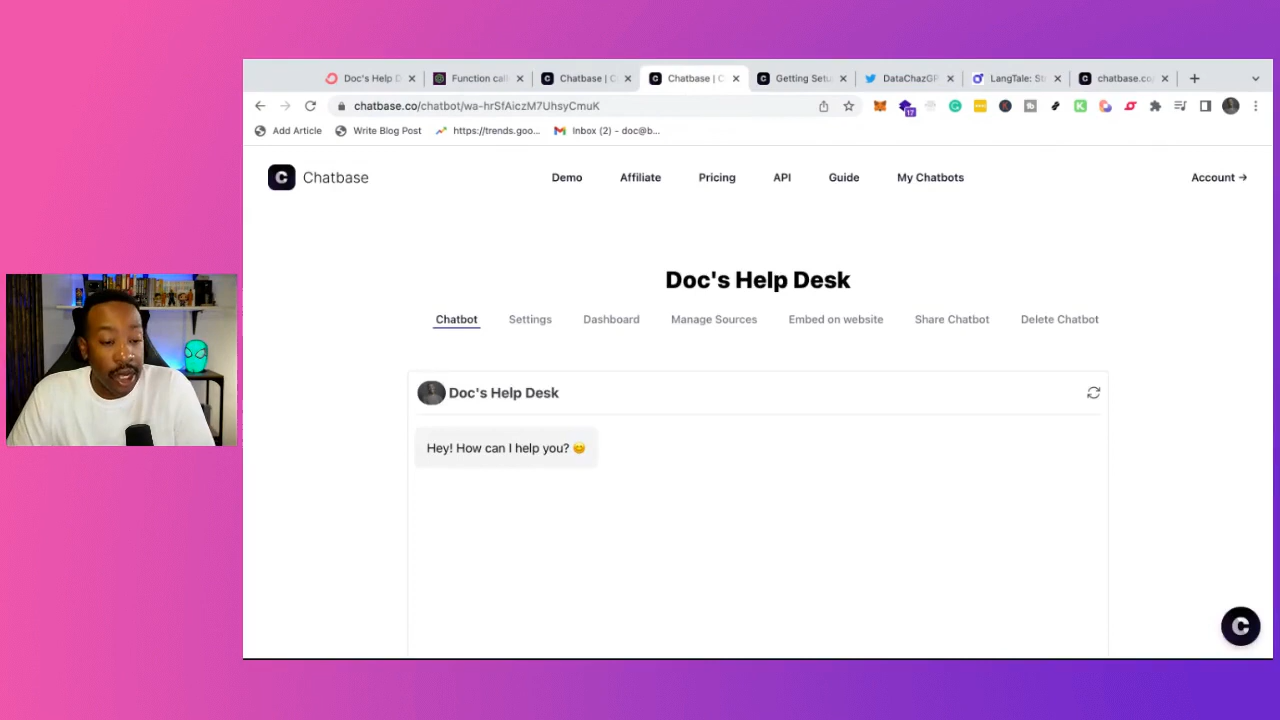 Doc's Help D
Function call
Chatbase | C
Chatbase | C
Getting Setu
DataChazGP
LangTale: St
chatbase.co/
chatbase.co/chatbot/wa-hrSfAiczM7UhsyCmuK
17
Add Article
Write Blog Post
https://trends.goo...
Inbox (2) - doc@b...
C Chatbase
Demo
Affiliate
Pricing
API
Guide
My Chatbots
Account →
Doc's Help Desk
Chatbot
Settings
Dashboard
Manage Sources
Embed on website
Share Chatbot
Delete Chatbot
Doc's Help Desk
Hey! How can I help you? 😊
C